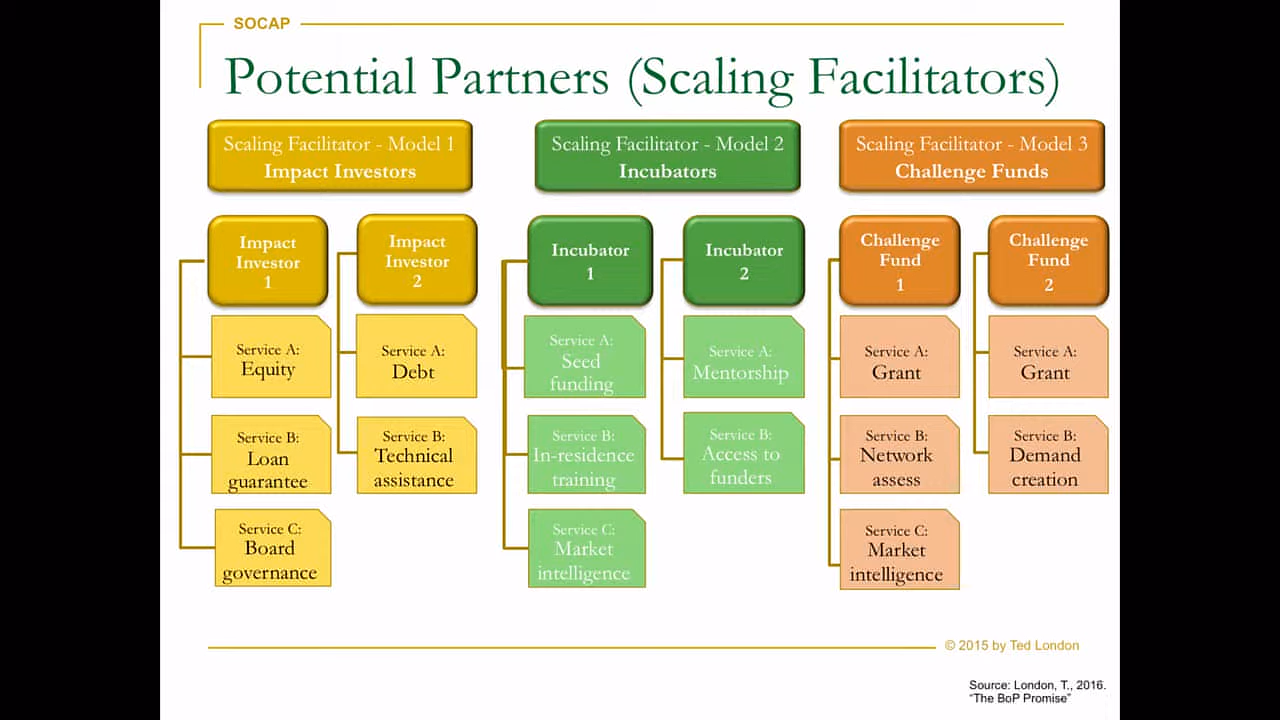 SOCAP
Potential Partners (Scaling Facilitators)
Scaling Facilitator - Model 1
Impact Investors
Scaling Facilitator - Model 2
Incubators
Scaling Facilitator - Model 3
Challenge Funds
Impact
Investor
1
Impact
Investor
2
Incubator
1
Incubator
2
Challenge
Fund
1
Challenge
Fund
2
Service A:
Equity
Service A:
Debt
Service A:
Seed
funding
Service A:
Mentorship
Service A:
Grant
Service A:
Grant
Service B:
Loan
guarantee
Service B:
Technical
assistance
Service B:
In-residence
training
Service B:
Access to
funders
Service B:
Network
assess
Service B:
Demand
creation
Service C:
Board
governance
Service C:
Market
intelligence
Service C:
Market
intelligence
© 2015 by Ted London
Source: London, T., 2016.
"The BoP Promise"